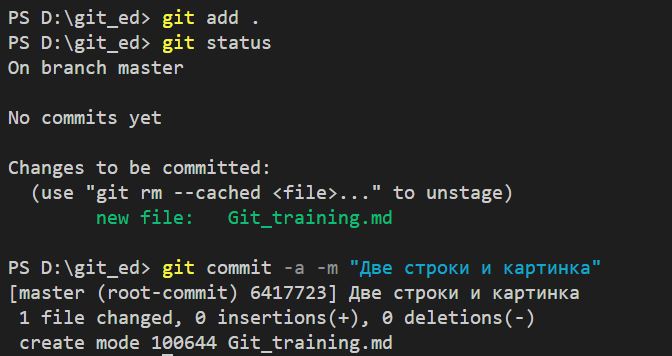 PS D:\git_ed> git add .
PS D:\git_ed> git status
On branch master
No commits yet
Changes to be committed:
(use "git rm --cached <file>..." to unstage)
new file:   Git_training.md
PS D:\git_ed> git commit -a -m "Две строки и картинка"
[master (root-commit) 6417723] Две строки и картинка
1 file changed, 0 insertions(+), 0 deletions(-)
create mode 100644 Git_training.md